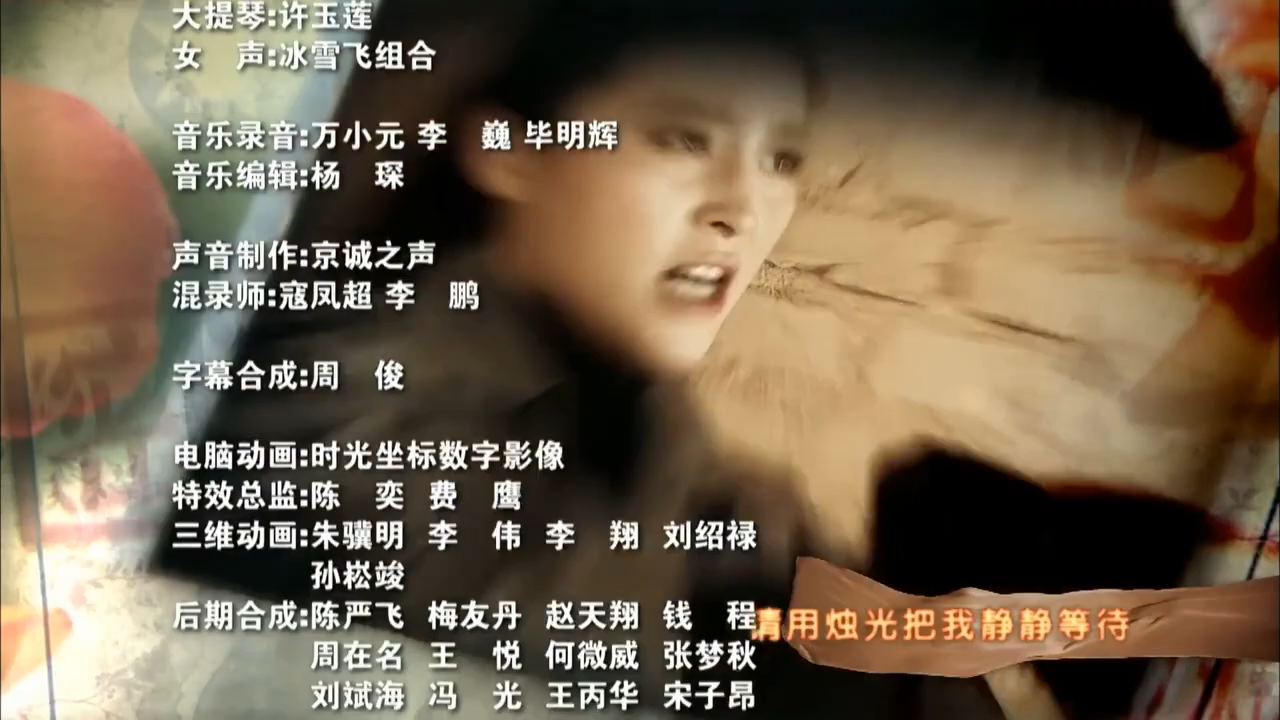 大提琴:许玉莲
女　声:冰雪飞组合
音乐录音:万小元 李　巍 毕明辉
音乐编辑:杨　琛
声音制作:京诚之声
混录师:寇凤超 李　鹏
字幕合成:周　俊
电脑动画:时光坐标数字影像
特效总监:陈　奕 费　鹰
三维动画:朱骥明 李　伟 李　翔 刘绍禄
孙崧竣
后期合成:陈严飞 梅友丹 赵天翔 钱　程
请用烛光把我静静等待
周在名 王　悦 何微威 张梦秋
刘斌海 冯　光 王丙华 宋子昂